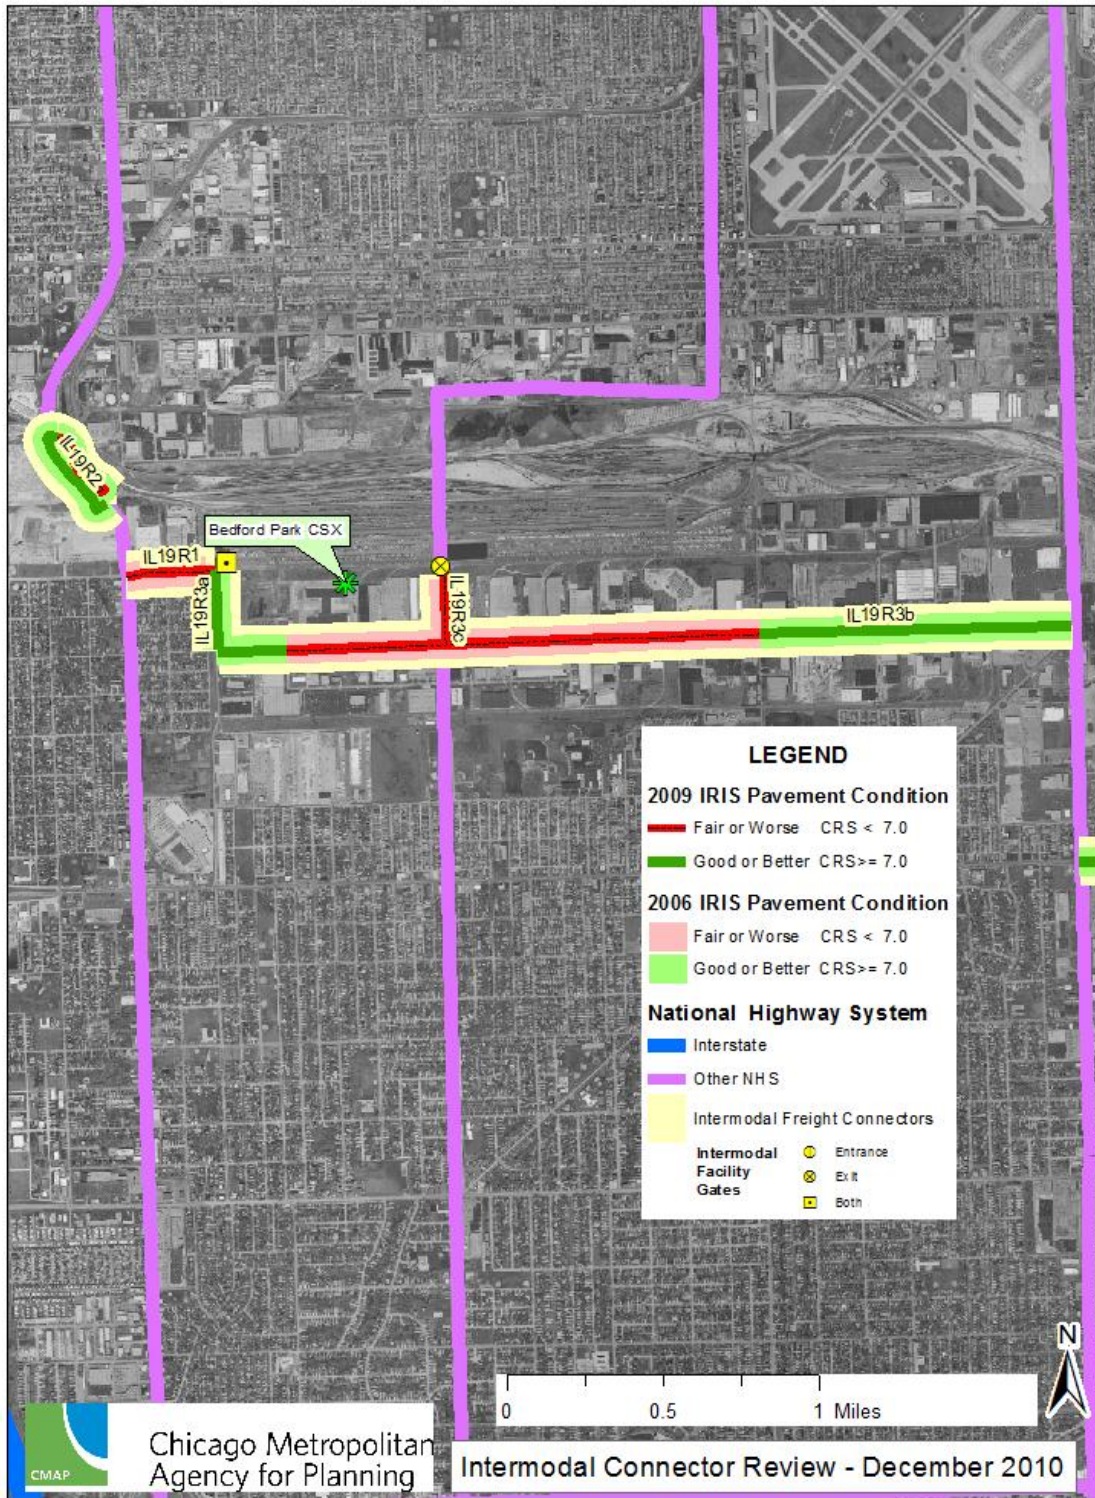 IL19R2
Bedford Park CSX
IL19R1
IL19R3a
IL19R3c
IL19R3b
LEGEND
2009 IRIS Pavement Condition
Fair or Worse CRS < 7.0
Good or Better CRS>= 7.0
2006 IRIS Pavement Condition
Fair or Worse CRS < 7.0
Good or Better CRS>= 7.0
National Highway System
Interstate
Other NHS
Intermodal Freight Connectors
Intermodal
Facility
Gates
Entrance
Exit
Both
N
0 0.5 1 Miles
CMAP
Chicago Metropolitan
Agency for Planning
Intermodal Connector Review - December 2010